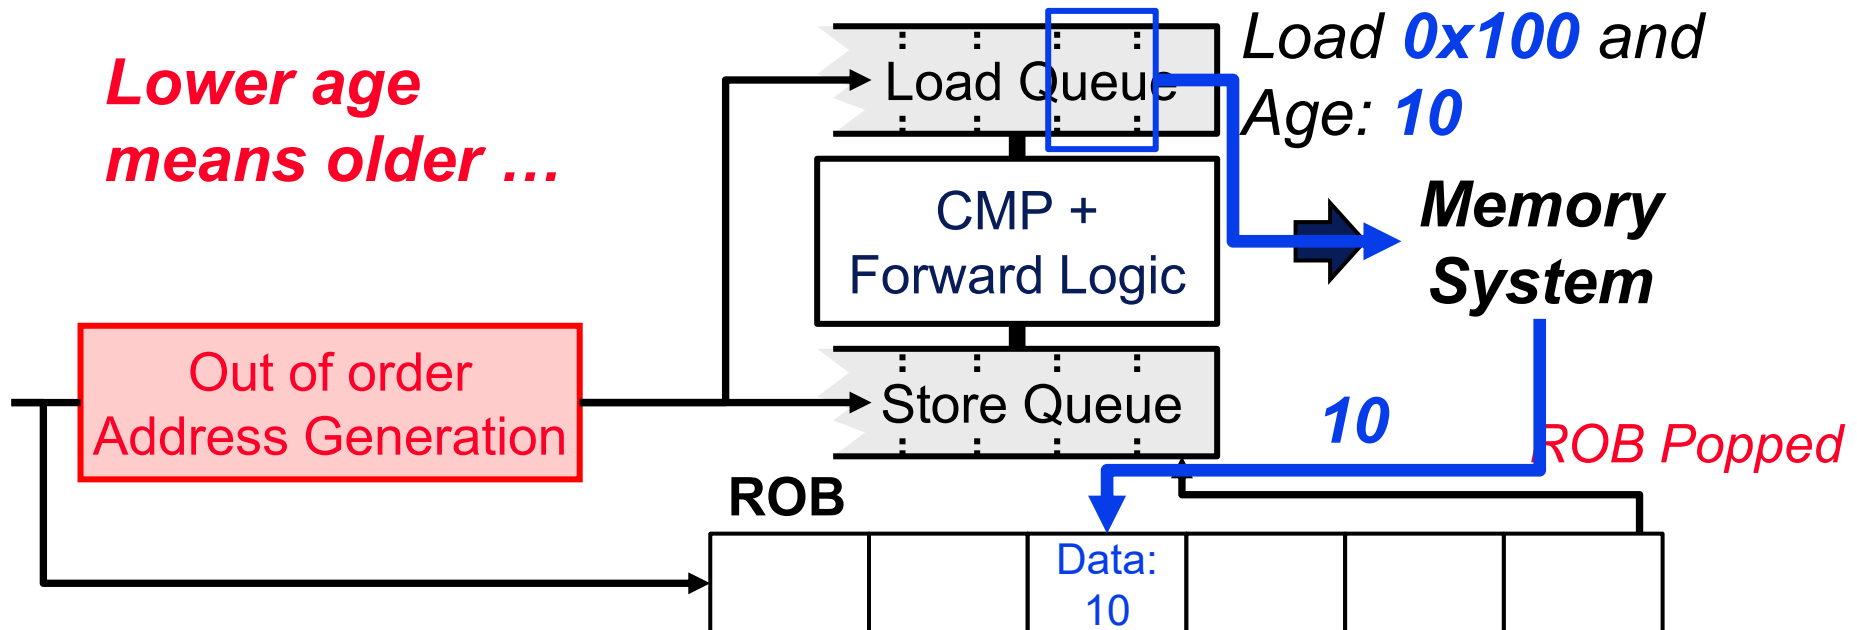 Lower age
means older …
Load Queue
Load 0x100 and
Age: 10
CMP +
Forward Logic
Memory
System
Out of order
Address Generation
Store Queue
10
ROB Popped
ROB
Data:
10